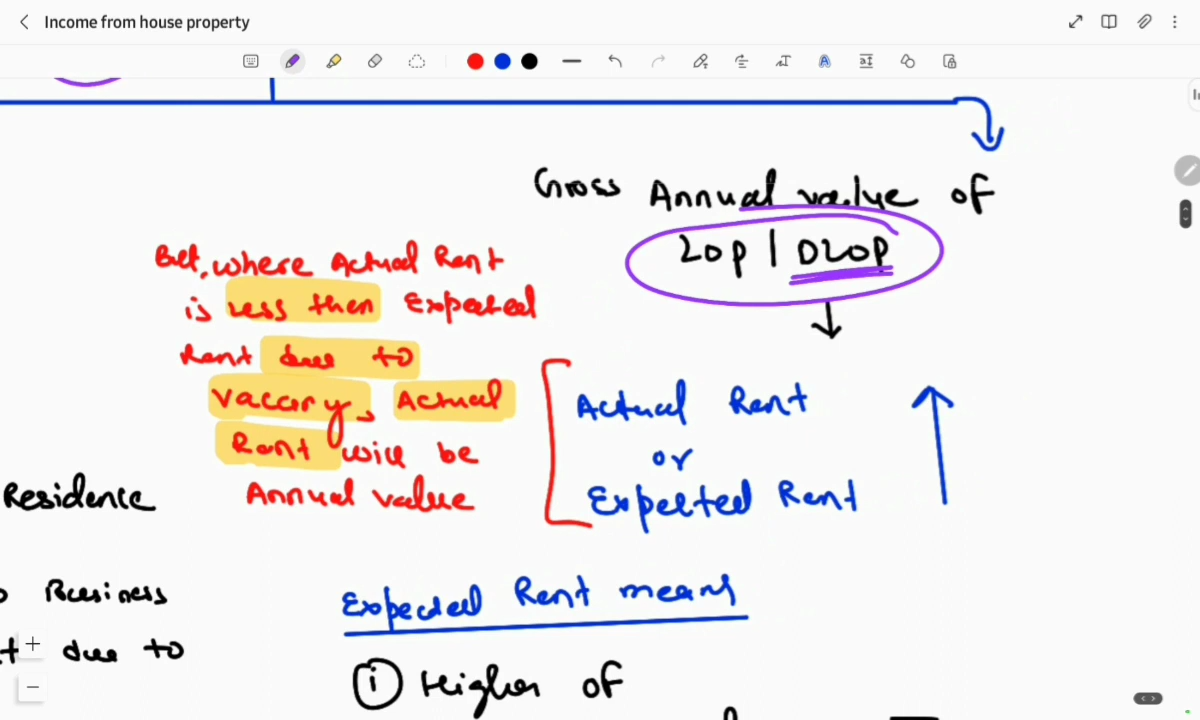 Income from house property
Gross Annual value of
LOP | DLOP
But, where Actual Rent
is less then Expected
Rent due to
vacancy, Actual
Rent will be
Annual value
Actual Rent
or
Expected Rent
Residence
Business
due to
Expected Rent means
(i) Higher of